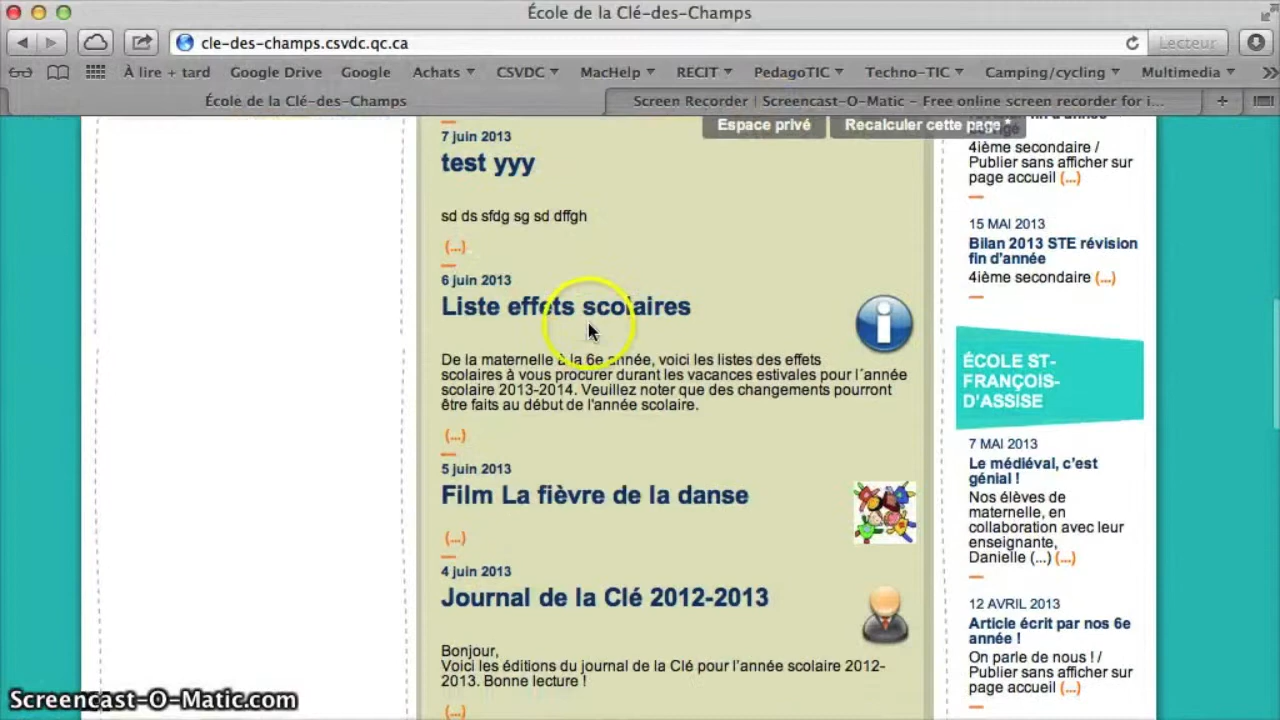 École de la Clé-des-Champs
cle-des-champs.csvdc.qc.ca
Lecteur
À lire + tard Google Drive Google Achats CSVDC MacHelp RECIT PedagoTIC Techno-TIC Camping/cycling Multimedia
École de la Clé-des-Champs
Screen Recorder | Screencast-O-Matic - Free online screen recorder for i...
Espace privé
Recalculer cette page *
7 juin 2013
test yyy
sd ds sfdg sg sd dffgh
(...)
6 juin 2013
Liste effets scolaires
De la maternelle à la 6e année, voici les listes des effets
scolaires à vous procurer durant les vacances estivales pour l´année
scolaire 2013-2014. Veuillez noter que des changements pourront
être faits au début de l'année scolaire.
(...)
5 juin 2013
Film La fièvre de la danse
(...)
4 juin 2013
Journal de la Clé 2012-2013
Bonjour,
Voici les éditions du journal de la Clé pour l'année scolaire 2012-
2013. Bonne lecture !
(...)
4ième secondaire /
Publier sans afficher sur
page accueil (...)
15 MAI 2013
Bilan 2013 STE révision
fin d'année
4ième secondaire (...)
ÉCOLE ST-
FRANÇOIS-
D'ASSISE
7 MAI 2013
Le médiéval, c'est
génial !
Nos élèves de
maternelle, en
collaboration avec leur
enseignante,
Danielle (...) (...)
12 AVRIL 2013
Article écrit par nos 6e
année !
On parle de nous ! /
Publier sans afficher sur
page accueil (...)
Screencast-O-Matic.com